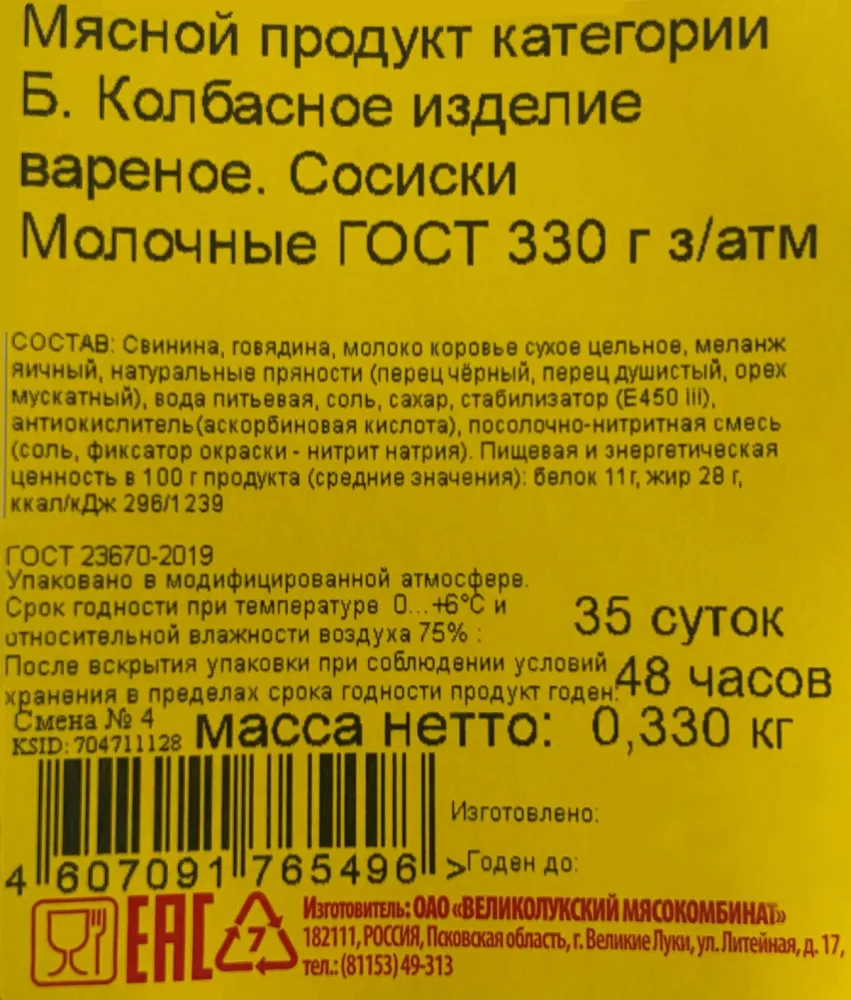 Мясной продукт категории
Б. Колбасное изделие
вареное. Сосиски
Молочные ГОСТ 330 г з/атм
СОСТАВ: Свинина, говядина, молоко коровье сухое цельное, меланж
яичный, натуральные пряности (перец чёрный, перец душистый, орех
мускатный), вода питьевая, соль, сахар, стабилизатор (Е450 III),
антиокислитель(аскорбиновая кислота), посолочно-нитритная смесь
(соль, фиксатор окраски - нитрит натрия). Пищевая и энергетическая
ценность в 100 г продукта (средние значения): белок 11г, жир 28 г,
ккал/кДж 296/1239
ГОСТ 23670-2019
Упаковано в модифицированной атмосфере.
Срок годности при температуре 0...+6°С и
относительной влажности воздуха 75% : 35 суток
После вскрытия упаковки при соблюдении условий
хранения в пределах срока годности продукт годен: 48 часов
Смена № 4
KSID: 704711128
масса нетто: 0,330 кг
Изготовлено:
4 607091 765496 >
Годен до:
EAC
7
Изготовитель: ОАО «ВЕЛИКОЛУКСКИЙ МЯСОКОМБИНАТ»
182111, РОССИЯ, Псковская область, г. Великие Луки, ул. Литейная, д. 17,
тел.: (81153) 49-313